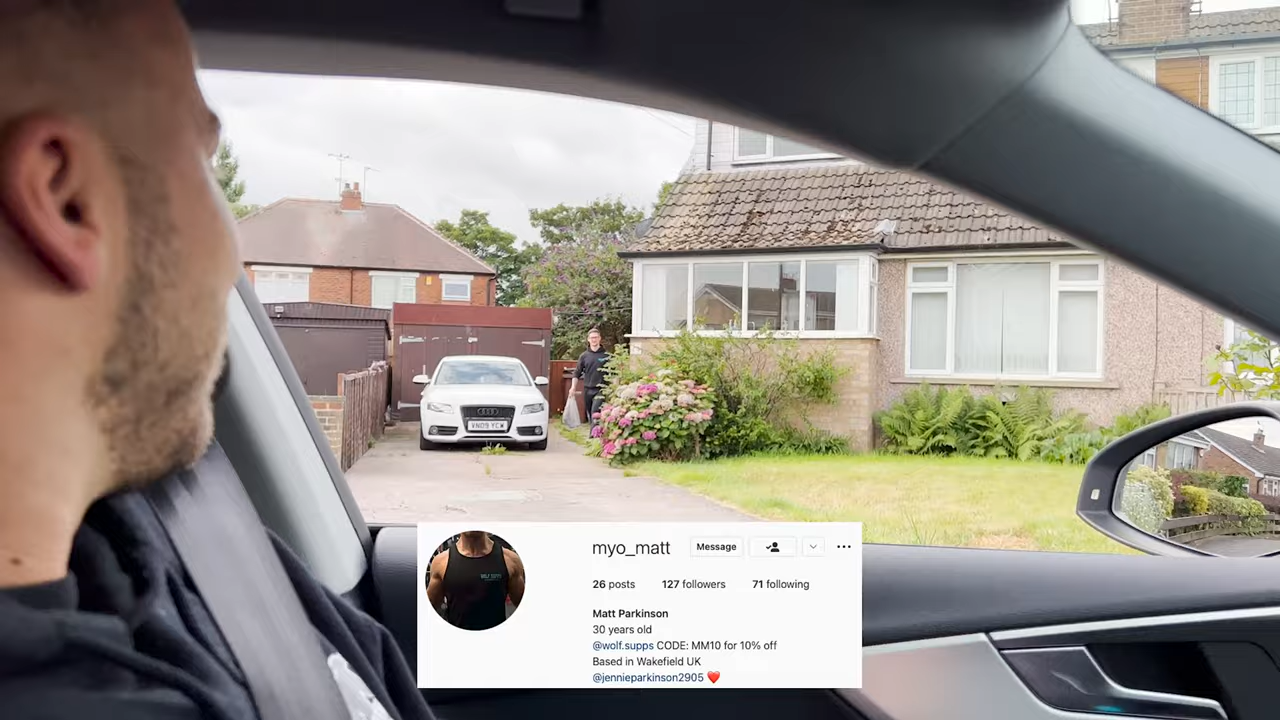 VN09 YCW
myo_matt Message
26 posts 127 followers 71 following
Matt Parkinson
30 years old
@wolf.supps CODE: MM10 for 10% off
Based in Wakefield UK
@jennieparkinson2905 ❤️